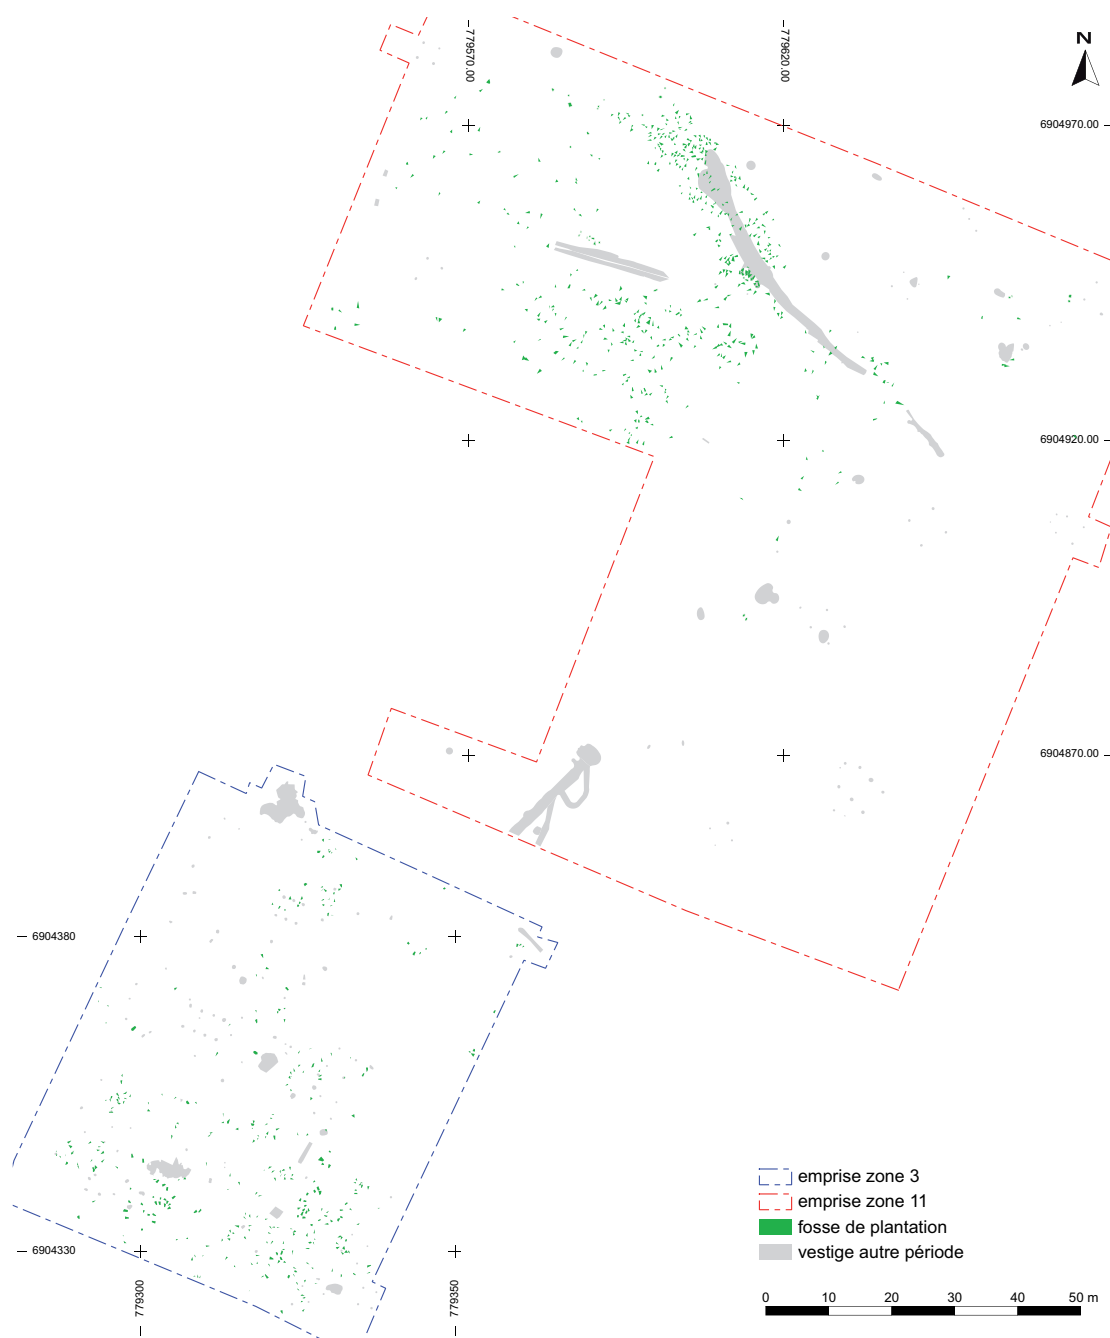 779570.00
779620.00
N
6904970.00
6904920.00
6904870.00
6904380
6904330
779300
779350
emprise zone 3
emprise zone 11
fosse de plantation
vestige autre période
0 10 20 30 40 50 m